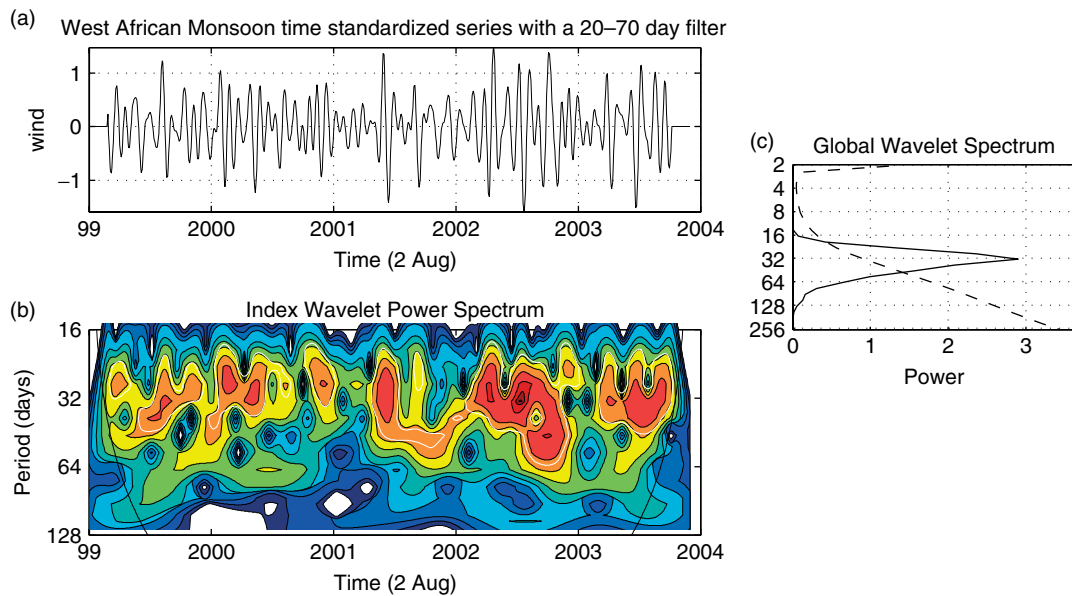 (a)
West African Monsoon time standardized series with a 20–70 day filter
wind
1
0
−1
99 2000 2001 2002 2003 2004
Time (2 Aug)
(b)
Index Wavelet Power Spectrum
Period (days)
16
32
64
128
99 2000 2001 2002 2003 2004
Time (2 Aug)
(c)
Global Wavelet Spectrum
2
4
8
16
32
64
128
256
0 1 2 3
Power